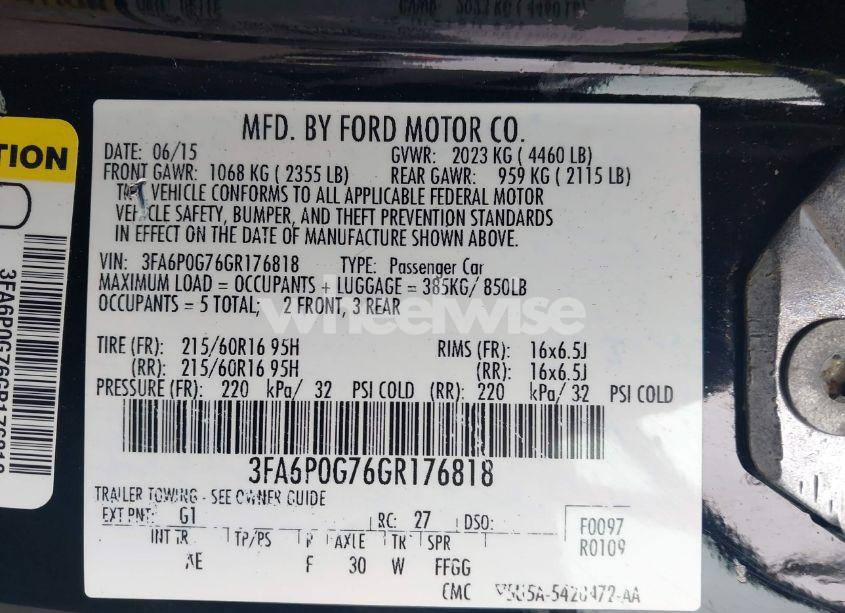 MFD. BY FORD MOTOR CO.
DATE: 06/15 GVWR: 2023 KG ( 4460 LB)
FRONT GAWR: 1068 KG ( 2355 LB) REAR GAWR: 959 KG ( 2115 LB)
VEHICLE CONFORMS TO ALL APPLICABLE FEDERAL MOTOR
VEHICLE SAFETY, BUMPER, AND THEFT PREVENTION STANDARDS
IN EFFECT ON THE DATE OF MANUFACTURE SHOWN ABOVE.
VIN: 3FA6P0G76GR176818 TYPE: Passenger Car
MAXIMUM LOAD = OCCUPANTS + LUGGAGE = 385KG/ 850LB
OCCUPANTS = 5 TOTAL; 2 FRONT, 3 REAR
wheelwise
TIRE (FR): 215/60R16 95H RIMS (FR): 16x6.5J
(RR): 215/60R16 95H (RR): 16x6.5J
PRESSURE (FR): 220 kPa/ 32 PSI COLD (RR): 220 kPa/ 32 PSI COLD
3FA6P0G76GR176818
TRAILER TOWING - SEE OWNER GUIDE
EXT PNT: G1 RC: 27 DSO: F0097
R0109
INT TR TP/PS R AXLE TR SPR
AE F 30 W FFGG
CMC
3FA6P0G76GR176818